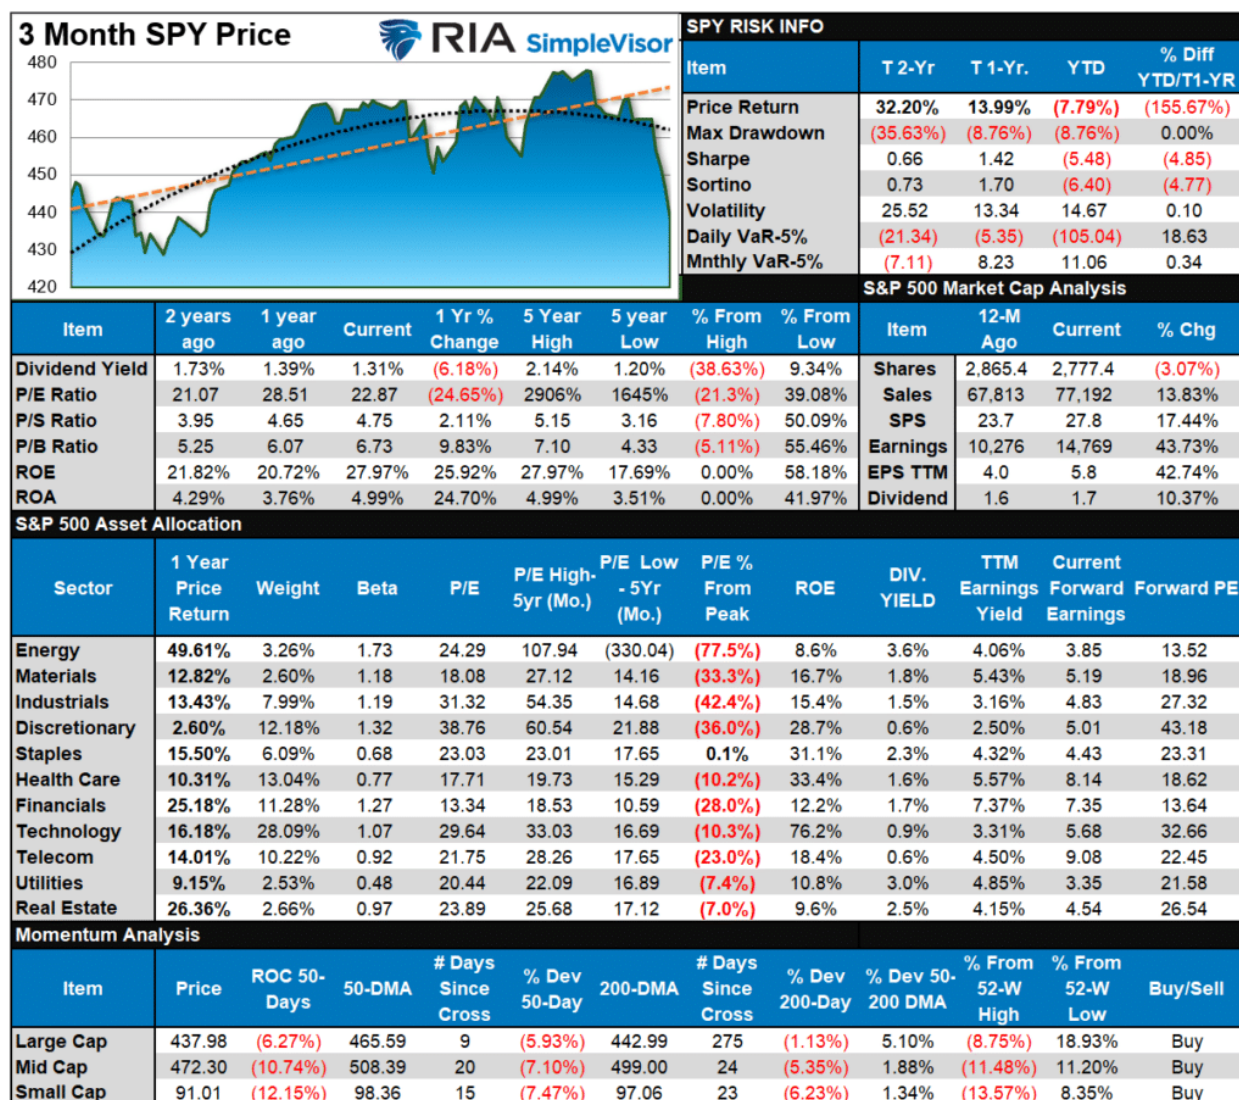 3 Month SPY Price
RIA SimpleVisor
480
470
460
450
440
430
420
SPY RISK INFO
Item T 2-Yr T 1-Yr. YTD % Diff YTD/T1-YR
Price Return 32.20% 13.99% (7.79%) (155.67%)
Max Drawdown (35.63%) (8.76%) (8.76%) 0.00%
Sharpe 0.66 1.42 (5.48) (4.85)
Sortino 0.73 1.70 (6.40) (4.77)
Volatility 25.52 13.34 14.67 0.10
Daily VaR-5% (21.34) (5.35) (105.04) 18.63
Mnthly VaR-5% (7.11) 8.23 11.06 0.34
Item 2 years ago 1 year ago Current 1 Yr % Change 5 Year High 5 year Low % From High % From Low
Dividend Yield 1.73% 1.39% 1.31% (6.18%) 2.14% 1.20% (38.63%) 9.34%
P/E Ratio 21.07 28.51 22.87 (24.65%) 2906% 1645% (21.3%) 39.08%
P/S Ratio 3.95 4.65 4.75 2.11% 5.15 3.16 (7.80%) 50.09%
P/B Ratio 5.25 6.07 6.73 9.83% 7.10 4.33 (5.11%) 55.46%
ROE 21.82% 20.72% 27.97% 25.92% 27.97% 17.69% 0.00% 58.18%
ROA 4.29% 3.76% 4.99% 24.70% 4.99% 3.51% 0.00% 41.97%
S&P 500 Market Cap Analysis
Item 12-M Ago Current % Chg
Shares 2,865.4 2,777.4 (3.07%)
Sales 67,813 77,192 13.83%
SPS 23.7 27.8 17.44%
Earnings 10,276 14,769 43.73%
EPS TTM 4.0 5.8 42.74%
Dividend 1.6 1.7 10.37%
S&P 500 Asset Allocation
Sector 1 Year Price Return Weight Beta P/E P/E High- 5yr (Mo.) P/E Low - 5Yr (Mo.) P/E % From Peak ROE DIV. YIELD TTM Earnings Yield Current Forward Earnings Forward PE
Energy 49.61% 3.26% 1.73 24.29 107.94 (330.04) (77.5%) 8.6% 3.6% 4.06% 3.85 13.52
Materials 12.82% 2.60% 1.18 18.08 27.12 14.16 (33.3%) 16.7% 1.8% 5.43% 5.19 18.96
Industrials 13.43% 7.99% 1.19 31.32 54.35 14.68 (42.4%) 15.4% 1.5% 3.16% 4.83 27.32
Discretionary 2.60% 12.18% 1.32 38.76 60.54 21.88 (36.0%) 28.7% 0.6% 2.50% 5.01 43.18
Staples 15.50% 6.09% 0.68 23.03 23.01 17.65 0.1% 31.1% 2.3% 4.32% 4.43 23.31
Health Care 10.31% 13.04% 0.77 17.71 19.73 15.29 (10.2%) 33.4% 1.6% 5.57% 8.14 18.62
Financials 25.18% 11.28% 1.27 13.34 18.53 10.59 (28.0%) 12.2% 1.7% 7.37% 7.35 13.64
Technology 16.18% 28.09% 1.07 29.64 33.03 16.69 (10.3%) 76.2% 0.9% 3.31% 5.68 32.66
Telecom 14.01% 10.22% 0.92 21.75 28.26 17.65 (23.0%) 18.4% 0.6% 4.50% 9.08 22.45
Utilities 9.15% 2.53% 0.48 20.44 22.09 16.89 (7.4%) 10.8% 3.0% 4.85% 3.35 21.58
Real Estate 26.36% 2.66% 0.97 23.89 25.68 17.12 (7.0%) 9.6% 2.5% 4.15% 4.54 26.54
Momentum Analysis
Item Price ROC 50-Days 50-DMA # Days Since Cross % Dev 50-Day 200-DMA # Days Since Cross % Dev 200-Day % Dev 50-200 DMA % From 52-W High % From 52-W Low Buy/Sell
Large Cap 437.98 (6.27%) 465.59 9 (5.93%) 442.99 275 (1.13%) 5.10% (8.75%) 18.93% Buy
Mid Cap 472.30 (10.74%) 508.39 20 (7.10%) 499.00 24 (5.35%) 1.88% (11.48%) 11.20% Buy
Small Cap 91.01 (12.15%) 98.36 15 (7.47%) 97.06 23 (6.23%) 1.34% (13.57%) 8.35% Buy